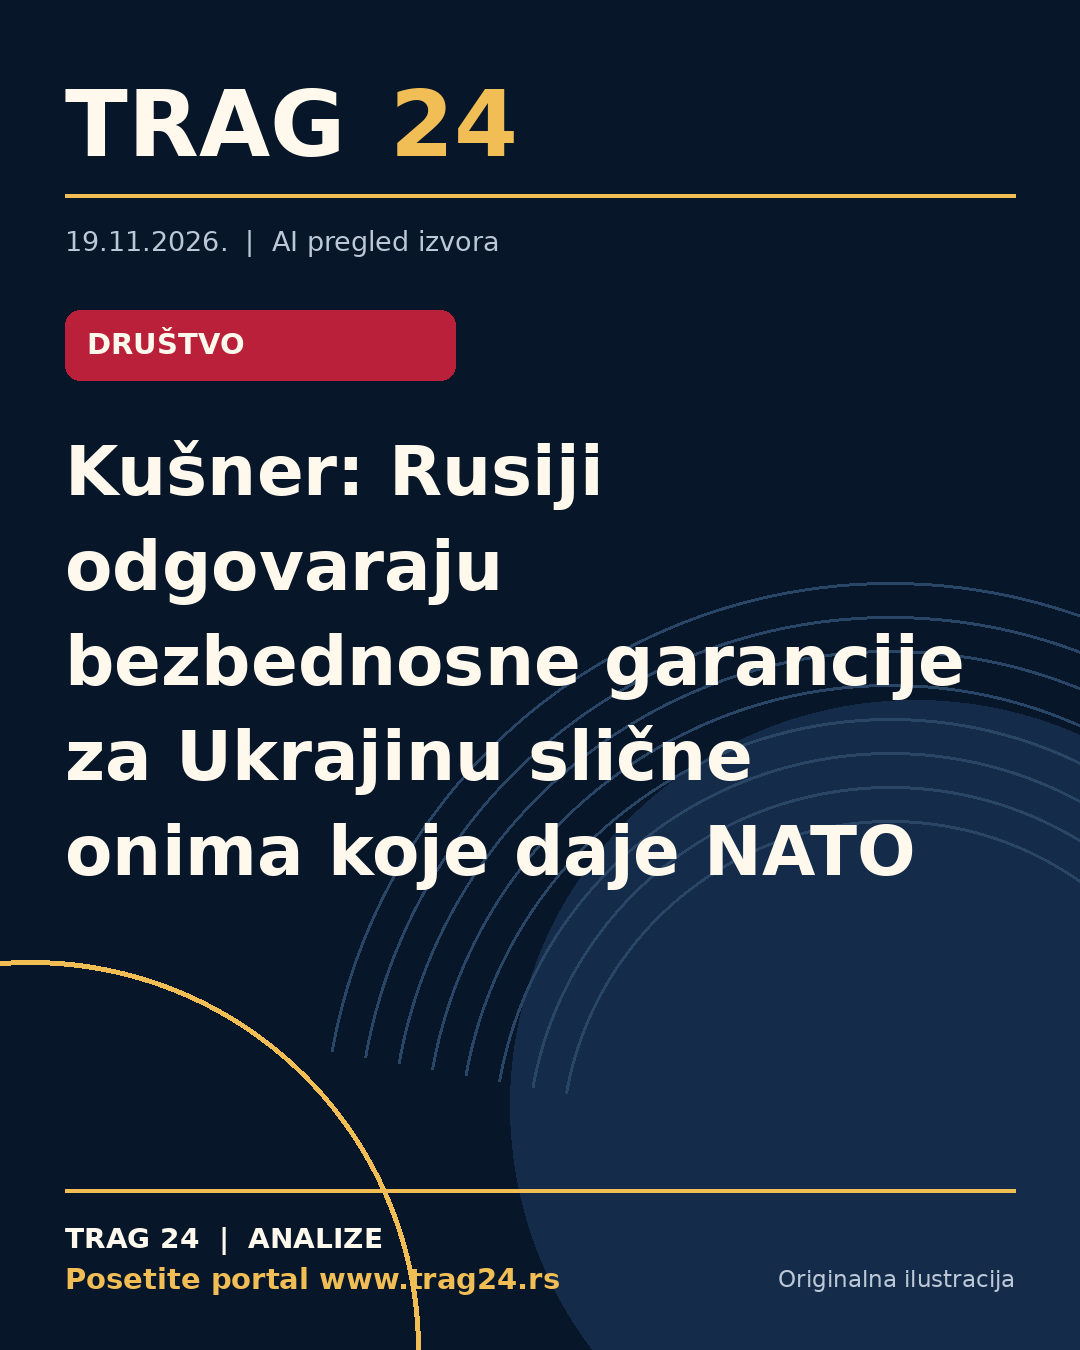 TRAG 24
19.11.2026. | AI pregled izvora
DRUŠTVO
Kušner: Rusiji
odgovaraju
bezbednosne garancije
za Ukrajinu slične
onima koje daje NATO
TRAG 24 | ANALIZE
Posetite portal www.trag24.rs
Originalna ilustracija